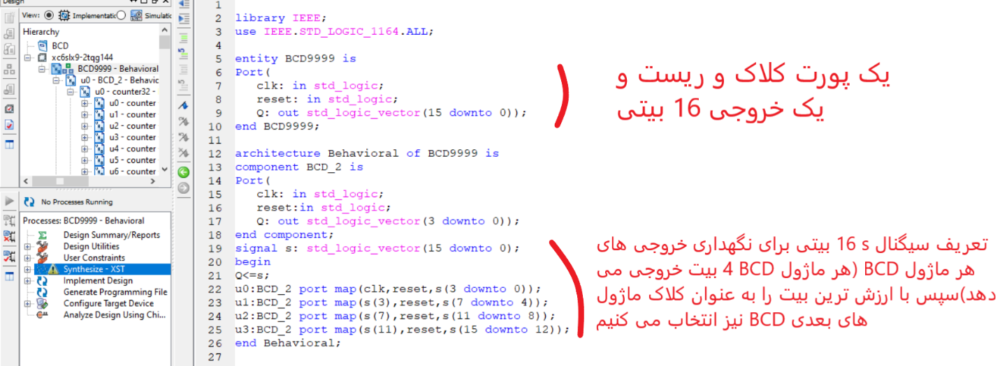 Design
View:
Implementatic
Simulatic
Hierarchy
BCD
xc6slx9-2tqg144
BCD9999 - Behavioral
u0 - BCD_2 - Behavic
u0 - counter32 -
u0 - counter
u1 - counter
u2 - counter
u3 - counter
u4 - counter
u5 - counter
u6 - counter
No Processes Running
Processes: BCD9999 - Behavioral
Design Summary/Reports
Design Utilities
User Constraints
Synthesize - XST
Implement Design
Generate Programming File
Configure Target Device
Analyze Design Using Chi...
1
2 library IEEE;
3 use IEEE.STD_LOGIC_1164.ALL;
4
5 entity BCD9999 is
6 Port(
7 clk: in std_logic;
8 reset: in std_logic;
9 Q: out std_logic_vector(15 downto 0));
10 end BCD9999;
11
12 architecture Behavioral of BCD9999 is
13 component BCD_2 is
14 Port(
15 clk: in std_logic;
16 reset:in std_logic;
17 Q: out std_logic_vector(3 downto 0));
18 end component;
19 signal s: std_logic_vector(15 downto 0);
20 begin
21 Q<=s;
22 u0:BCD_2 port map(clk,reset,s(3 downto 0));
23 u1:BCD_2 port map(s(3),reset,s(7 downto 4));
24 u2:BCD_2 port map(s(7),reset,s(11 downto 8));
25 u3:BCD_2 port map(s(11),reset,s(15 downto 12));
26 end Behavioral;
27
یک پورت کلاک و ریست و
یک خروجی 16 بیتی
تعریف سیگنال s 16 بیتی برای نگهداری خروجی های
هر ماژول BCD (هر ماژول BCD 4 بیت خروجی می
دهد)سپس با ارزش ترین بیت را به عنوان کلاک ماژول
های بعدی BCD نیز انتخاب می کنیم